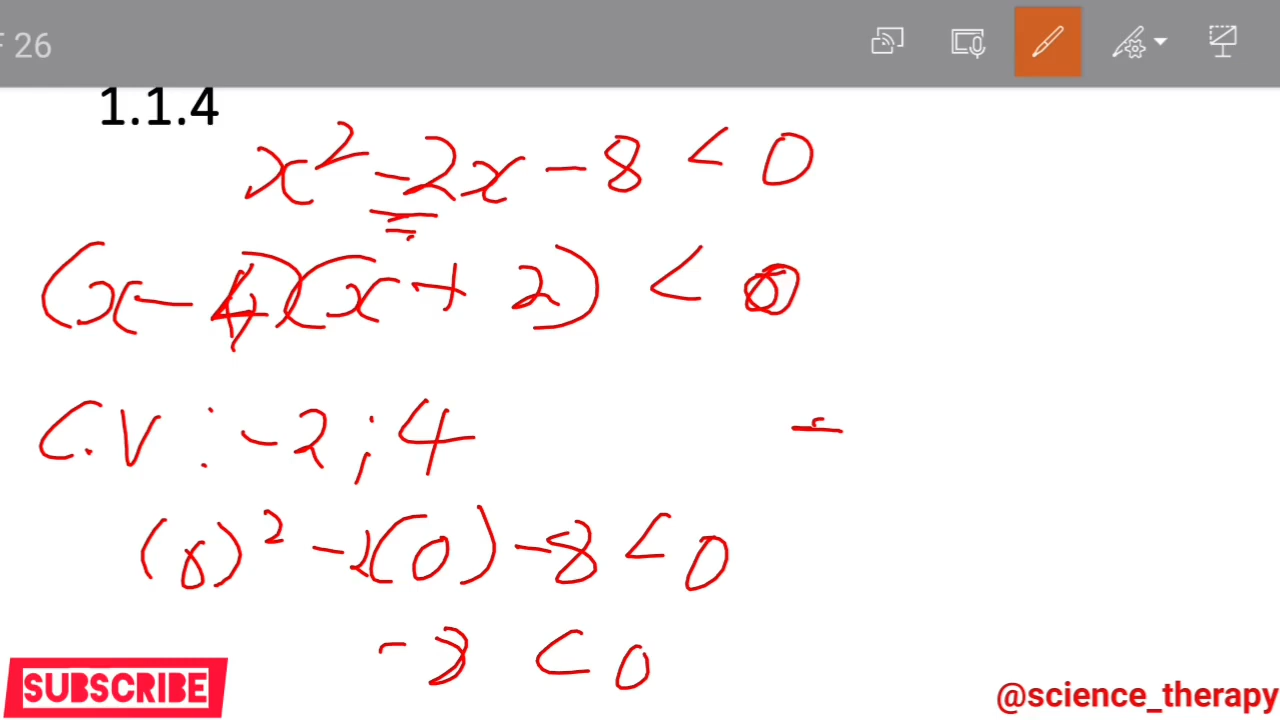 F 26
1.1.4
x² - 2x - 8 < 0
(x - 4)(x + 2) < 0
C.V : -2 ; 4
(0)² - 2(0) - 8 < 0
-8 < 0
SUBSCRIBE
@science_therapy